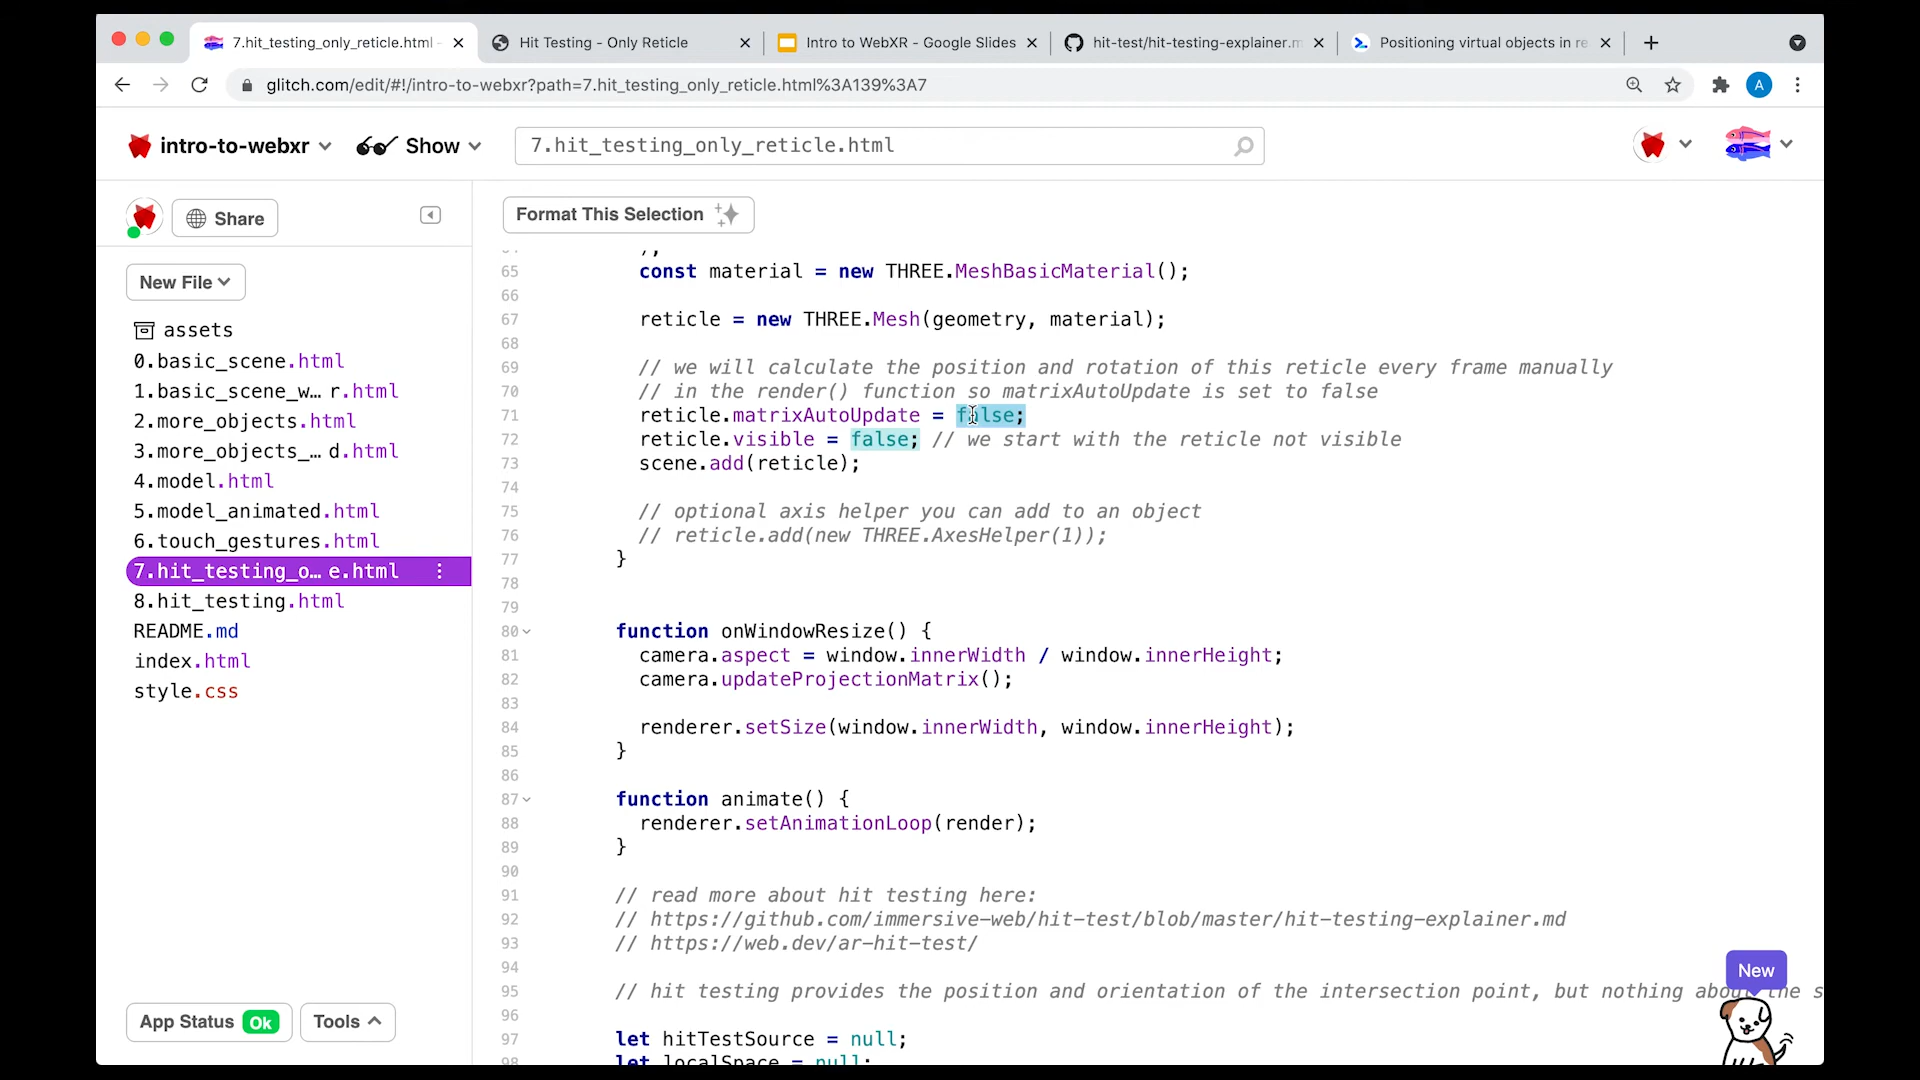 7.hit_testing_only_reticle.html -
Hit Testing - Only Reticle
Intro to WebXR - Google Slides
hit-test/hit-testing-explainer.m
Positioning virtual objects in re
glitch.com/edit/#!/intro-to-webxr?path=7.hit_testing_only_reticle.html%3A139%3A7
A
intro-to-webxr
Show
7.hit_testing_only_reticle.html
Share
Format This Selection
New File
assets
0.basic_scene.html
1.basic_scene_w… r.html
2.more_objects.html
3.more_objects_… d.html
4.model.html
5.model_animated.html
6.touch_gestures.html
7.hit_testing_o… e.html
8.hit_testing.html
README.md
index.html
style.css
App Status Ok
Tools
64 );
65 const material = new THREE.MeshBasicMaterial();
66
67 reticle = new THREE.Mesh(geometry, material);
68
69 // we will calculate the position and rotation of this reticle every frame manually
70 // in the render() function so matrixAutoUpdate is set to false
71 reticle.matrixAutoUpdate = false;
72 reticle.visible = false; // we start with the reticle not visible
73 scene.add(reticle);
74
75 // optional axis helper you can add to an object
76 // reticle.add(new THREE.AxesHelper(1));
77 }
78
79
80 function onWindowResize() {
81 camera.aspect = window.innerWidth / window.innerHeight;
82 camera.updateProjectionMatrix();
83
84 renderer.setSize(window.innerWidth, window.innerHeight);
85 }
86
87 function animate() {
88 renderer.setAnimationLoop(render);
89 }
90
91 // read more about hit testing here:
92 // https://github.com/immersive-web/hit-test/blob/master/hit-testing-explainer.md
93 // https://web.dev/ar-hit-test/
94
95 // hit testing provides the position and orientation of the intersection point, but nothing about the s
96
97 let hitTestSource = null;
98 let localSpace = null;
New